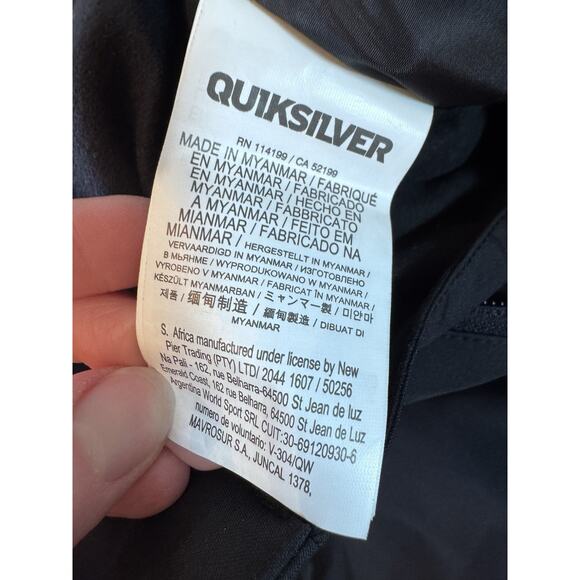 QUIKSILVER
RN 114199 / CA 52199
MADE IN MYANMAR / FABRIQUÉ
EN MYANMAR / FABRICADO
EN MYANMAR / HECHO EN
MYANMAR / FABBRICATO
A MYANMAR / FEITO EM
MIANMAR / FABRICADO NA
MIANMAR / HERGESTELLT IN MYANMAR /
VERVAARDIGD IN MYANMAR / ИЗГОТОВЛЕНО
В МЬЯНМЕ / WYPRODUKOWANO W MYANMAR /
VYROBENO V MYANMAR / FABRICAT ÎN MYANMAR /
KÉSZÜLT MYANMARBAN / ミャンマー製 / 미얀마
제품 / 缅甸制造 / 緬甸製造 / DIBUAT DI
MYANMAR
S. Africa manufactured under license by New
Pier Trading (PTY) LTD/ 2044 1607 / 50256
Na Pali - 162, rue Belharra-64500 St Jean de luz
Emerald Coast, 162 rue Belharra, 64500 St Jean de Luz
Argentina World Sport SRL CUIT:30-69120930-6
numero de voluntario: V-304/QW
MAVROSUR S.A., JUNCAL 1378,